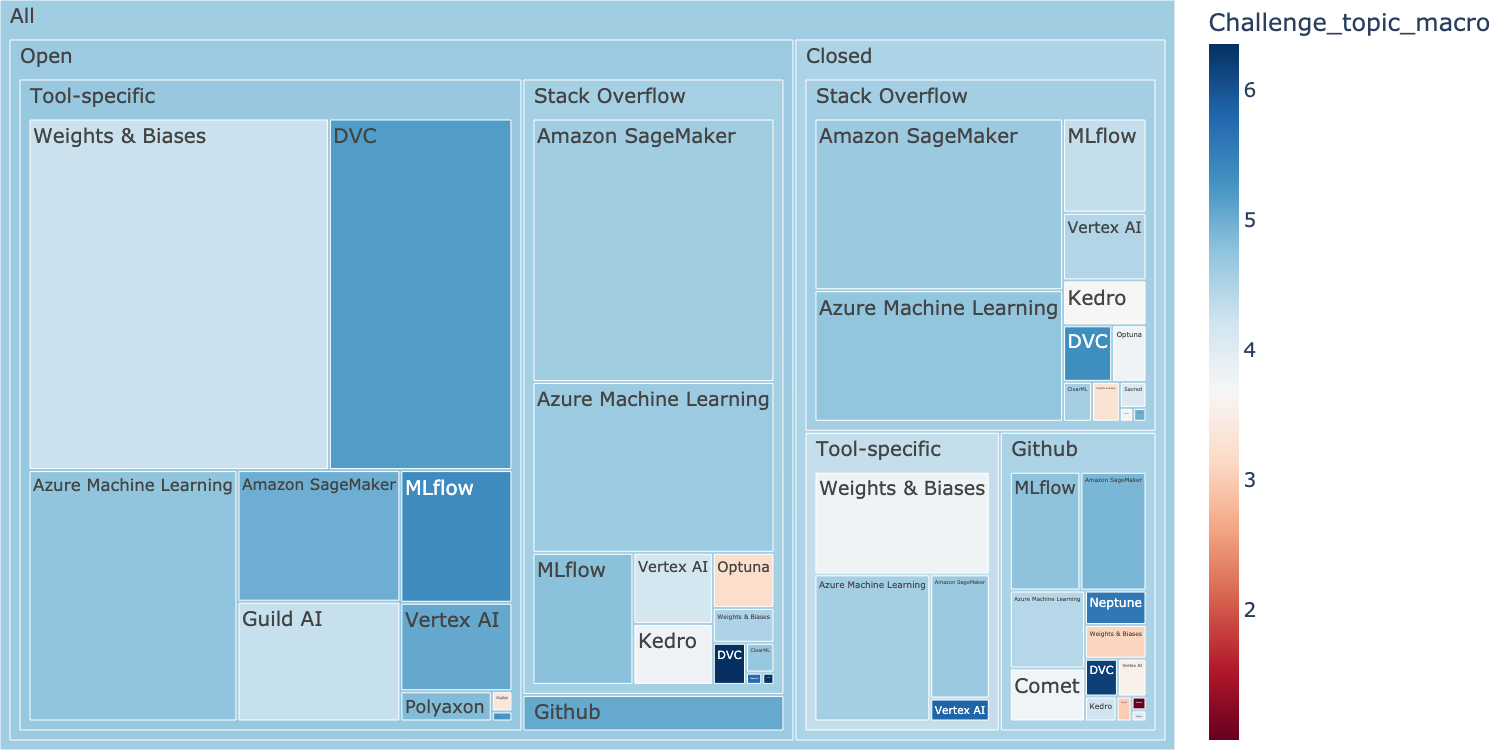 All
Open
Tool-specific
Weights & Biases
DVC
Azure Machine Learning
Amazon SageMaker
MLflow
Guild AI
Vertex AI
Polyaxon
Stack Overflow
Amazon SageMaker
Azure Machine Learning
MLflow
Vertex AI
Optuna
Kedro
Weights & Biases
DVC
ClearML
Github
Closed
Stack Overflow
Amazon SageMaker
MLflow
Vertex AI
Azure Machine Learning
Kedro
DVC
Optuna
ClearML
Sacred
Tool-specific
Weights & Biases
Azure Machine Learning
Amazon SageMaker
Vertex AI
Github
MLflow
Amazon SageMaker
Azure Machine Learning
Neptune
Weights & Biases
Comet
DVC
Vertex AI
Kedro
Challenge_topic_macro
6
5
4
3
2